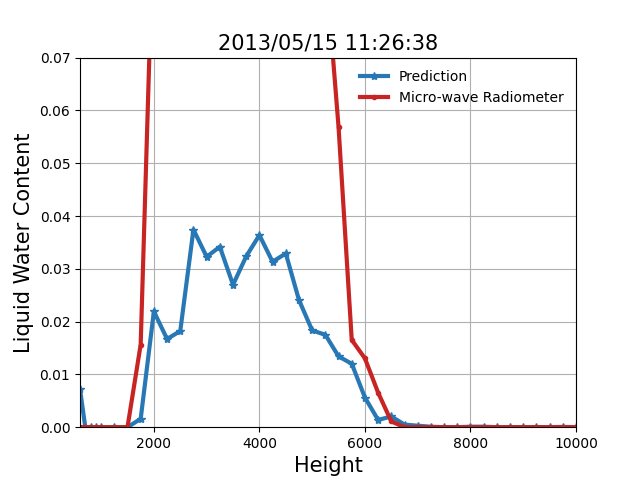 2013/05/15 11:26:38
Prediction
Micro-wave Radiometer
Liquid Water Content
0.07
0.06
0.05
0.04
0.03
0.02
0.01
0.00
2000 4000 6000 8000 10000
Height